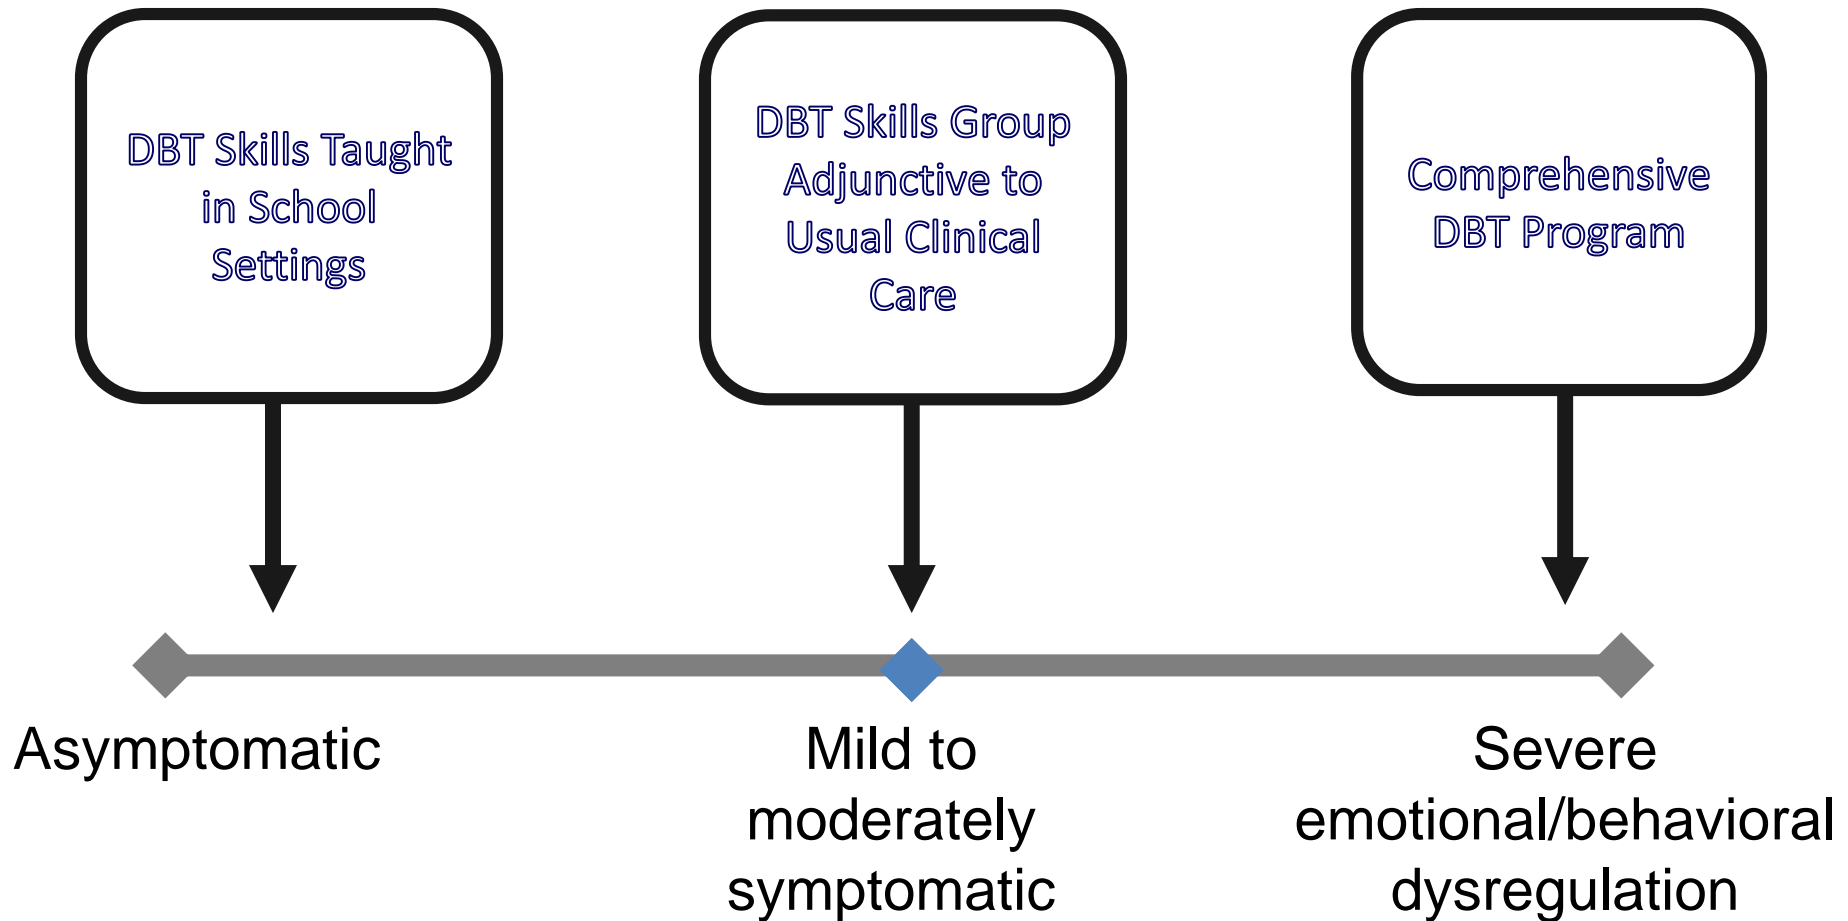 DBT Skills Taught
in School
Settings
DBT Skills Group
Adjunctive to
Usual Clinical
Care
Comprehensive
DBT Program
Asymptomatic
Mild to
moderately
symptomatic
Severe
emotional/behavioral
dysregulation